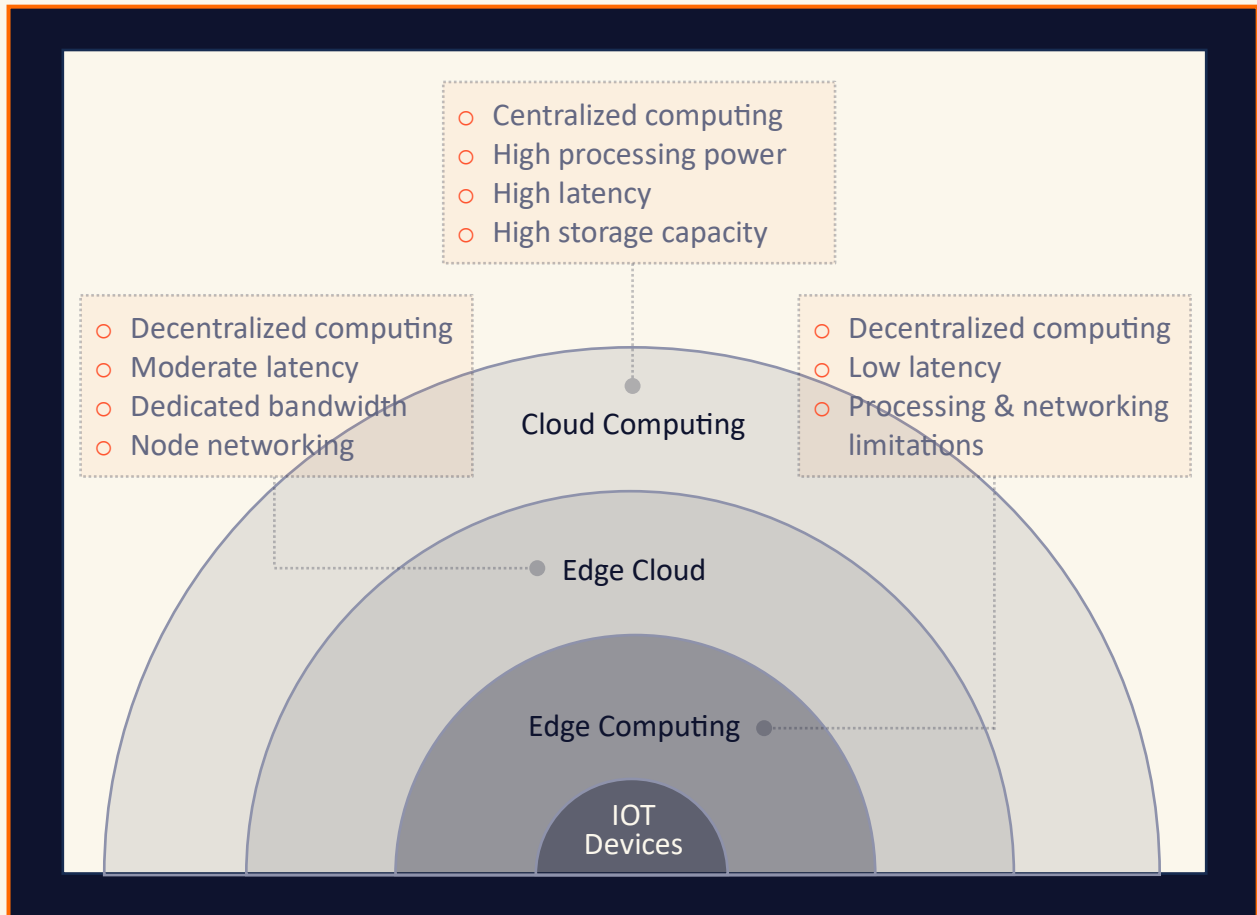 Centralized computing
High processing power
High latency
High storage capacity
Decentralized computing
Moderate latency
Dedicated bandwidth
Node networking
Decentralized computing
Low latency
Processing & networking
limitations
Cloud Computing
Edge Cloud
Edge Computing
IOT
Devices